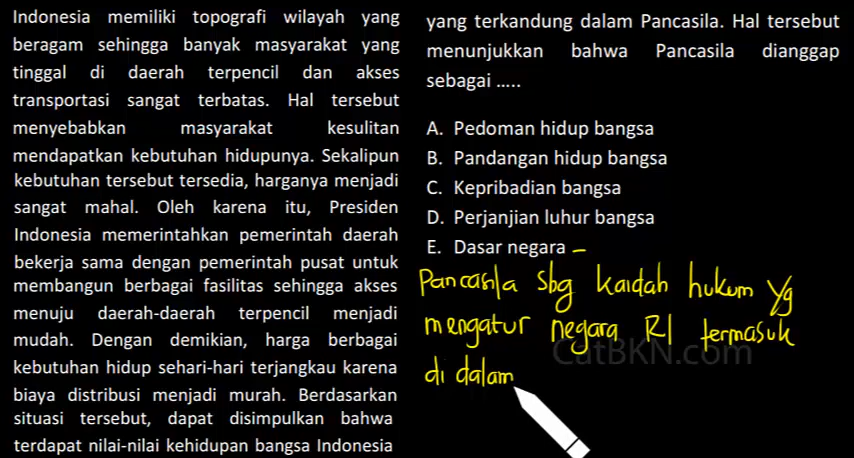 Indonesia memiliki topografi wilayah yang
beragam sehingga banyak masyarakat yang
tinggal di daerah terpencil dan akses
transportasi sangat terbatas. Hal tersebut
menyebabkan masyarakat kesulitan
mendapatkan kebutuhan hidupunya. Sekalipun
kebutuhan tersebut tersedia, harganya menjadi
sangat mahal. Oleh karena itu, Presiden
Indonesia memerintahkan pemerintah daerah
bekerja sama dengan pemerintah pusat untuk
membangun berbagai fasilitas sehingga akses
menuju daerah-daerah terpencil menjadi
mudah. Dengan demikian, harga berbagai
kebutuhan hidup sehari-hari terjangkau karena
biaya distribusi menjadi murah. Berdasarkan
situasi tersebut, dapat disimpulkan bahwa
terdapat nilai-nilai kehidupan bangsa Indonesia
yang terkandung dalam Pancasila. Hal tersebut
menunjukkan bahwa Pancasila dianggap
sebagai .....
A. Pedoman hidup bangsa
B. Pandangan hidup bangsa
C. Kepribadian bangsa
D. Perjanjian luhur bangsa
E. Dasar negara –
Pancasila sbg kaidah hukum yg
mengatur negara RI termasuk
CatBKN.com
di dalam